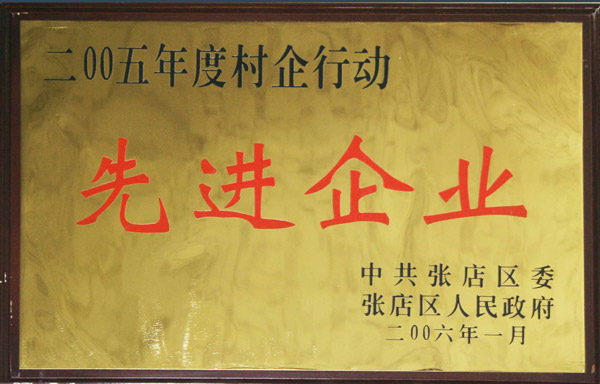 二00五年度村企行动
先进企业
中共张店区委
张店区人民政府
二00六年一月